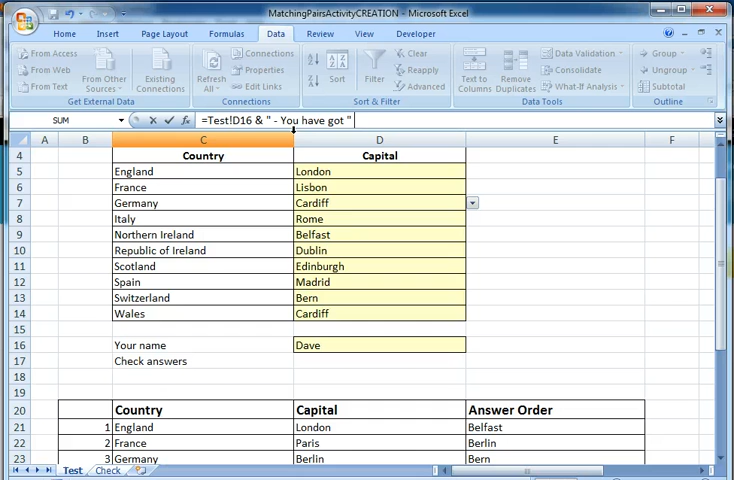 MatchingPairsActivityCREATION - Microsoft Excel
Home Insert Page Layout Formulas Data Review View Developer
From Access
From Web
From Text
From Other
Sources
Existing
Connections
Get External Data
Refresh
All
Connections
Properties
Edit Links
Connections
Sort
Filter
Clear
Reapply
Advanced
Sort & Filter
Text to
Columns
Remove
Duplicates
Data Validation
Consolidate
What-If Analysis
Data Tools
Group
Ungroup
Subtotal
Outline
SUM fx =Test!D16 & " - You have got "
A B C D E F
4 Country Capital
5 England London
6 France Lisbon
7 Germany Cardiff
8 Italy Rome
9 Northern Ireland Belfast
10 Republic of Ireland Dublin
11 Scotland Edinburgh
12 Spain Madrid
13 Switzerland Bern
14 Wales Cardiff
15
16 Your name Dave
17 Check answers
18
19
20 Country Capital Answer Order
21 1 England London Belfast
22 2 France Paris Berlin
23 3 Germany Berlin Bern
Test Check